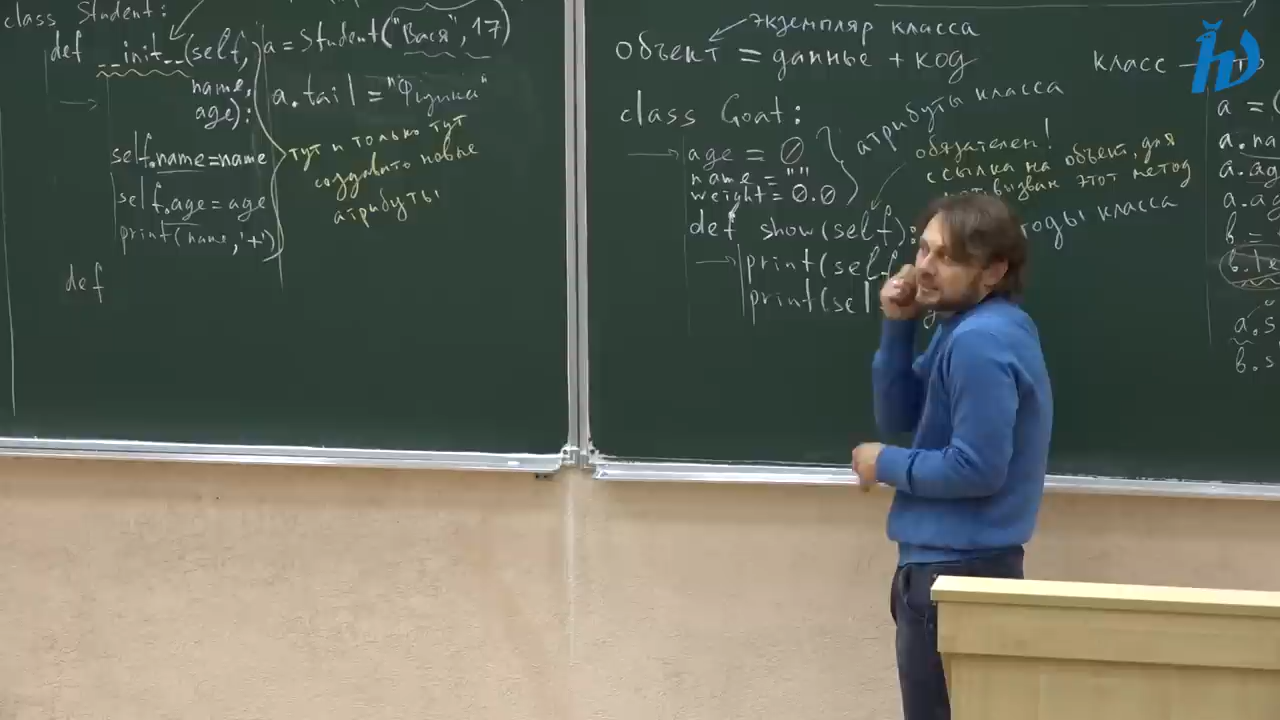 class Student:
def __init__(self,
name,
age):
self.name=name
self.age=age
print(name,'+')
def
a=Student("Вася",17)
a.tail="Физика"
тут и только тут
создавать новые
атрибуты
экземпляр класса
объект = данные + код
class Goat:
age = 0
name = ""
weight = 0.0
атрибуты класса
def show(self):
обязателен!
ссылка на объект, для
вызван этот метод
класса
print(self
print(sel
класс —
a =
a.na
a.ag
a.ag
b =
a.s
b.s